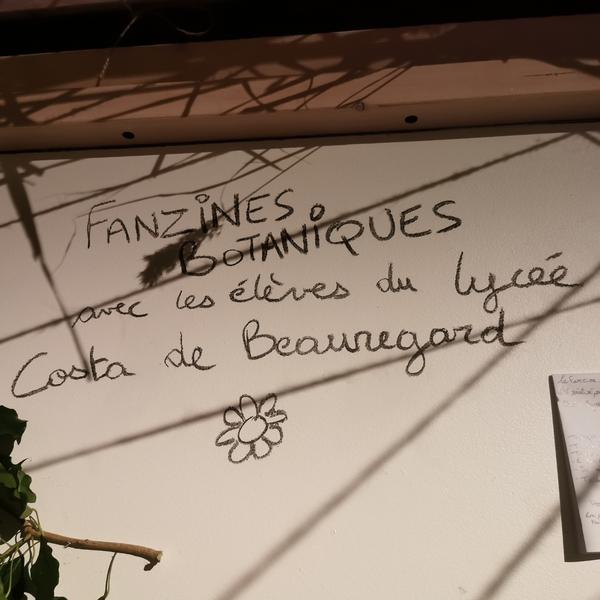 FANZiNES
BOTANiQUES
avec les élèves du lycée
Costa de Beauregard